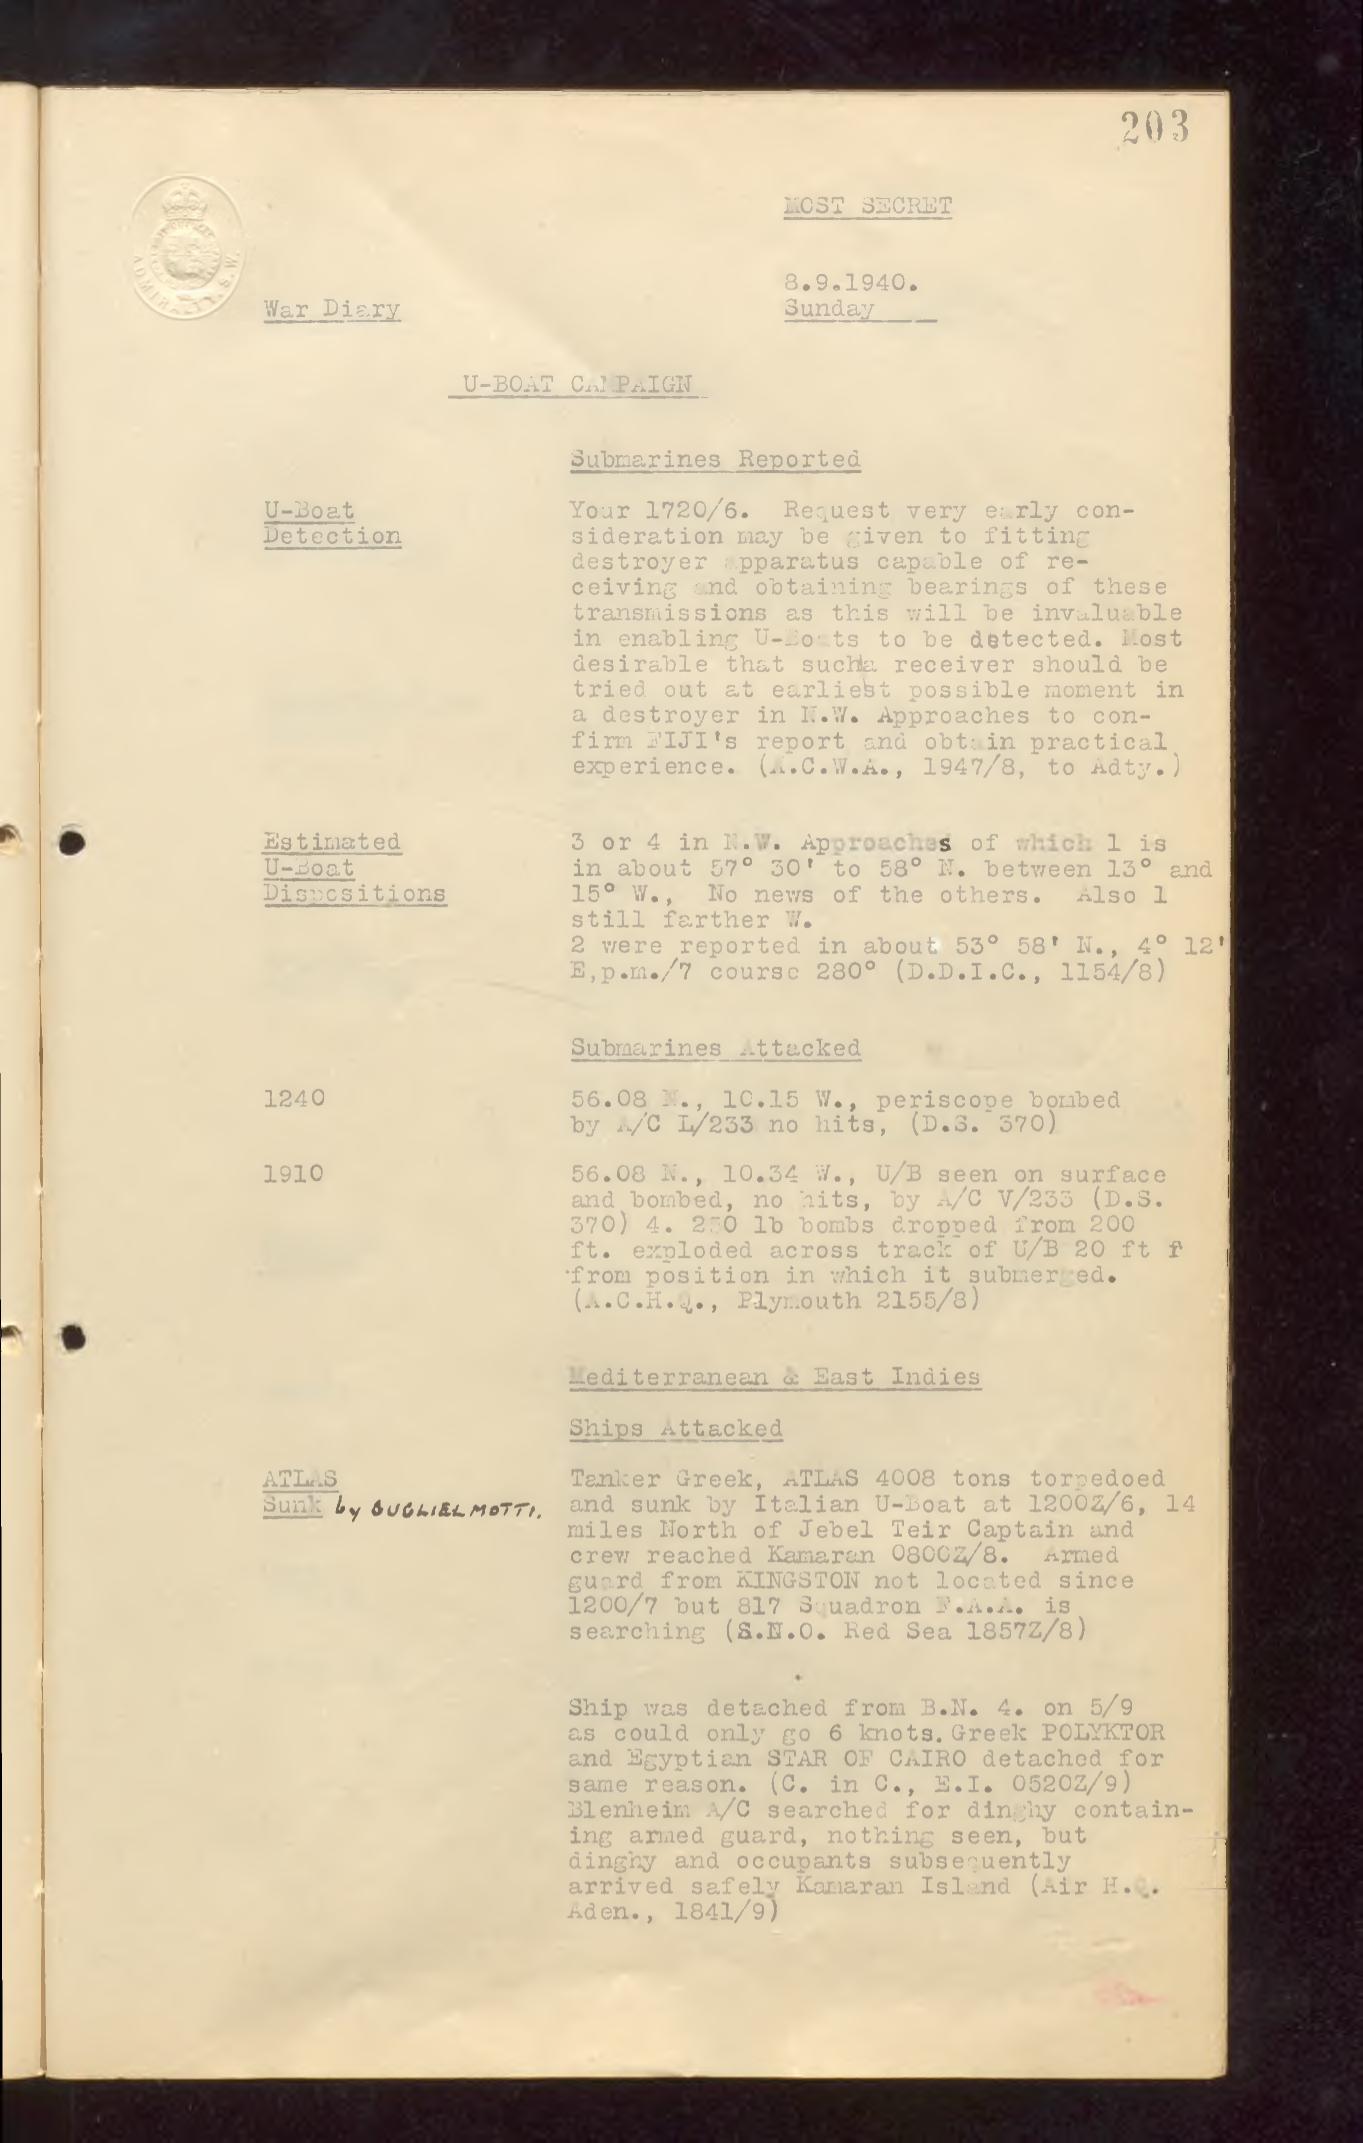 203
MOST SECRET
ADMIRALTY. S.W.
8.9.1940.
War Diary
Sunday
U-BOAT CAMPAIGN
Submarines Reported
U-Boat
Detection
Your 1720/6. Request very early con-
sideration may be given to fitting
destroyer apparatus capable of re-
ceiving and obtaining bearings of these
transmissions as this will be invaluable
in enabling U-Boats to be detected. Most
desirable that such a receiver should be
tried out at earliest possible moment in
a destroyer in N.W. Approaches to con-
firm FIJI's report and obtain practical
experience. (A.C.W.A., 1947/8, to Adty.)
Estimated
U-Boat
Dispositions
3 or 4 in N.W. Approaches of which 1 is
in about 57° 30' to 58° N. between 13° and
15° W., No news of the others. Also 1
still farther W.
2 were reported in about 53° 58' N., 4° 12'
E,p.m./7 course 280° (D.D.I.C., 1154/8)
Submarines Attacked
1240
56.08 N., 10.15 W., periscope bombed
by A/C L/233 no hits, (D.S. 370)
1910
56.08 N., 10.34 W., U/B seen on surface
and bombed, no hits, by A/C V/233 (D.S.
370) 4. 250 lb bombs dropped from 200
ft. exploded across track of U/B 20 ft f
from position in which it submerged.
(A.C.H.Q., Plymouth 2155/8)
Mediterranean & East Indies
Ships Attacked
ATLAS
Sunk by GUGLIELMOTTI.
Tanker Greek, ATLAS 4008 tons torpedoed
and sunk by Italian U-Boat at 1200Z/6, 14
miles North of Jebel Teir Captain and
crew reached Kamaran 0800Z/8. Armed
guard from KINGSTON not located since
1200/7 but 817 Squadron F.A.A. is
searching (S.N.O. Red Sea 1857Z/8)
Ship was detached from B.N. 4. on 5/9
as could only go 6 knots. Greek POLYKTOR
and Egyptian STAR OF CAIRO detached for
same reason. (C. in C., E.I. 0520Z/9)
Blenheim A/C searched for dinghy contain-
ing armed guard, nothing seen, but
dinghy and occupants subsequently
arrived safely Kamaran Island (Air H.Q.
Aden., 1841/9)